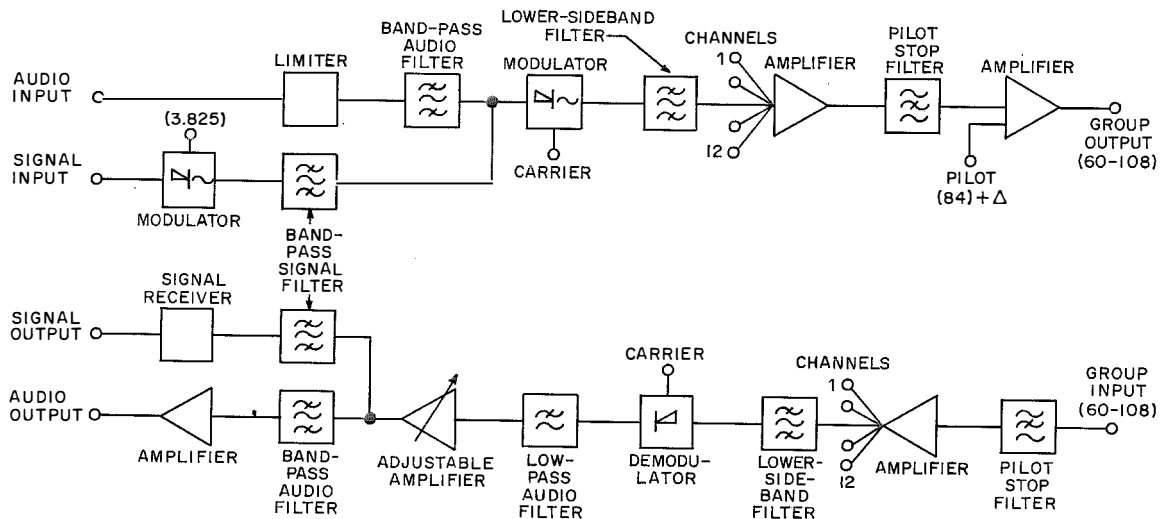 AUDIO
INPUT
LIMITER
BAND-PASS
AUDIO
FILTER
MODULATOR
LOWER-SIDEBAND
FILTER
CHANNELS
1
12
AMPLIFIER
PILOT
STOP
FILTER
AMPLIFIER
GROUP
OUTPUT
(60-108)
(3.825)
SIGNAL
INPUT
MODULATOR
CARRIER
PILOT
(84)+Δ
BAND-
PASS
SIGNAL
FILTER
SIGNAL
RECEIVER
SIGNAL
OUTPUT
AUDIO
OUTPUT
AMPLIFIER
BAND-
PASS
AUDIO
FILTER
ADJUSTABLE
AMPLIFIER
LOW-
PASS
AUDIO
FILTER
CARRIER
DEMODU-
LATOR
LOWER-
SIDE-
BAND
FILTER
CHANNELS
1
12
AMPLIFIER
PILOT
STOP
FILTER
GROUP
INPUT
(60-108)